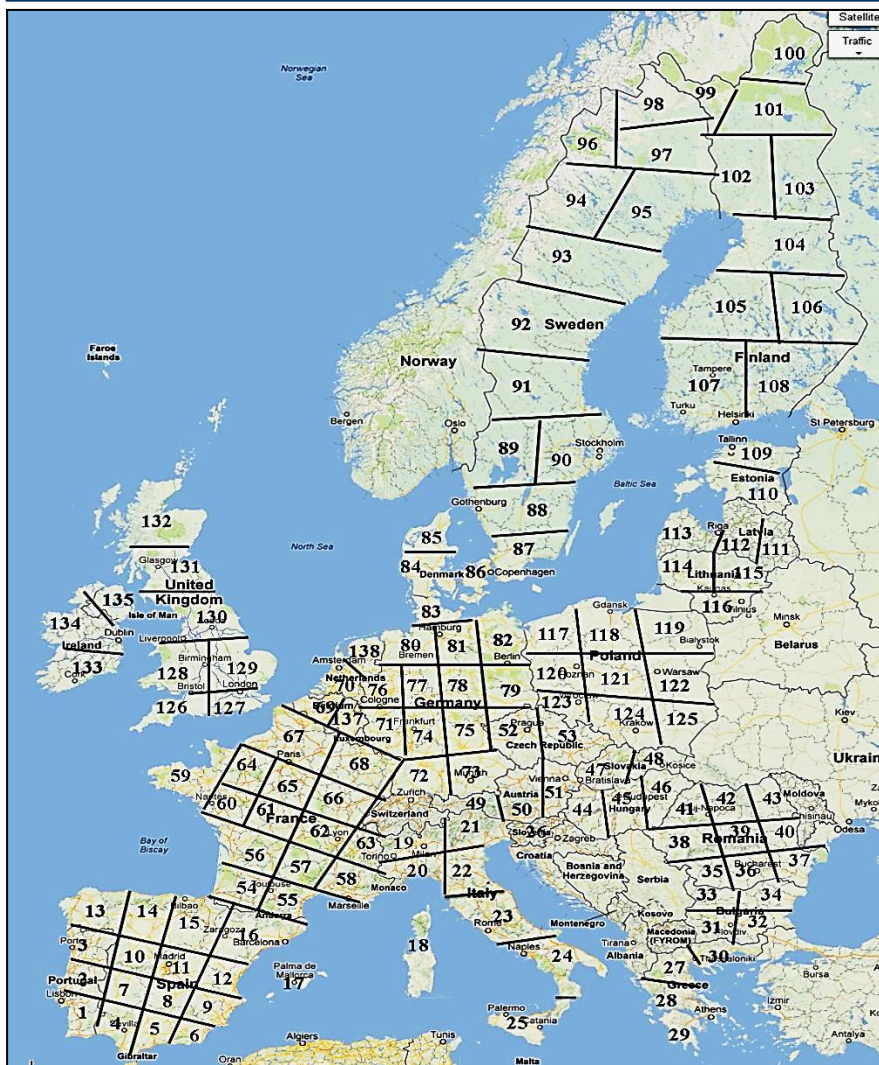 Satellite
Traffic
Norwegian
Sea
100
98 99
101
96
97
102 103
94
95
104
93
105 106
92 Sweden
Faroe
Islands
Norway
Finland
Tampere
107 108
91
Turku
Helsinki
Bergen
Oslo
St Petersburg
Tallinn
109
89
90
Stockholm
Estonia
Baltic Sea
110
Gothenburg
88
132
113
Riga
Latvia
112
111
85
87
North Sea
Glasgow
131
84
Denmark
86 Copenhagen
114
Lithuania
115
Kaunas
United
Kingdom
135
Isle of Man
116
Vilnius
Gdansk
Minsk
83
Hamburg
130
134
Dublin
Liverpool
Ireland
138
80
Bremen
81
82
Berlin
117
118
119
Bialystok
Belarus
Poland
Amsterdam
Netherlands
Birmingham
133
Cork
128
129
Bristol
London
70 76
77
78
79
120
121
Warsaw
122
126
127
69
Cologne
Germany
123
137
71
Frankfurt
74
75
52
Prague
53
124
Krakow
125
Kiev
Luxembourg
Czech Republic
67
68
Paris
59
64
65
72
73
Munich
Slovakia
48
Kosice
47
Bratislava
Ukraine
Vienna
Austria
51
66
Zurich
Nantes
60
61
France
Switzerland
49
50
46
Budapest
44
45
Hungary
41
42
43
Moldova
Chisinau
Odesa
62
Lyon
63
Torino
19
Milan
21
Slovenia
26
Zagreb
Croatia
38
39
40
Romania
Bay of
Biscay
56
57
20
22
Bucharest
37
35
36
Bosnia and
Herzegovina
Serbia
54
Toulouse
55
58
Monaco
Marseille
Italy
33
34
Andorra
13
14
Bilbao
15
Zaragoza
16
Barcelona
Rome
23
Montenegro
Kosovo
Bulgaria
31
32
Porto
3
10
Madrid
11
18
Naples
24
Tirana
Macedonia
(FYROM)
Albania
30
Thessaloniki
27
Greece
Bursa
Portugal
2
7
Spain
12
Palma de
Mallorca
17
Lisbon
8
9
28
Athens
Izmir
1
4
Sevilla
5
6
Palermo
25
Catania
29
Gibraltar
Algiers
Tunis
Oran
Malta
Antalya